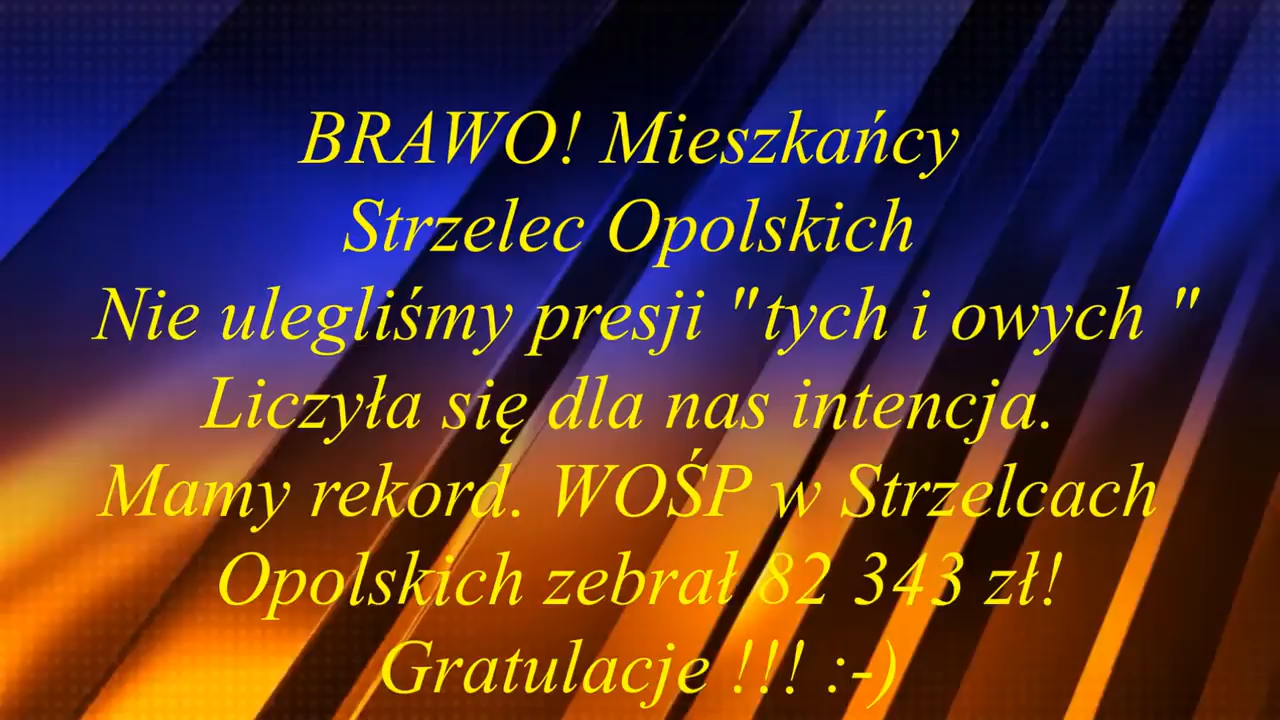 BRAWO! Mieszkańcy
Strzelec Opolskich
Nie ulegliśmy presji "tych i owych "
Liczyła się dla nas intencja.
Mamy rekord. WOŚP w Strzelcach
Opolskich zebrał 82 343 zł!
Gratulacje !!! :-)